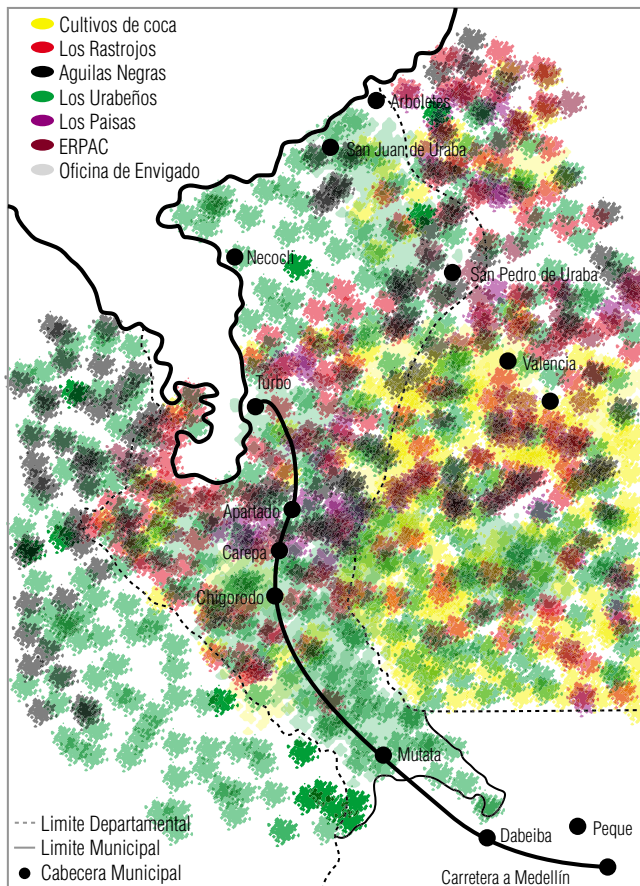 Cultivos de coca
Los Rastrojos
Aguilas Negras
Los Urabeños
Los Paisas
ERPAC
Oficina de Envigado
Arboletes
San Juan de Uraba
Necocli
San Pedro de Uraba
Valencia
Turbo
Apartado
Carepa
Chigorodo
Mutata
Dabeiba
Peque
Carretera a Medellín
Limite Departamental
Limite Municipal
Cabecera Municipal